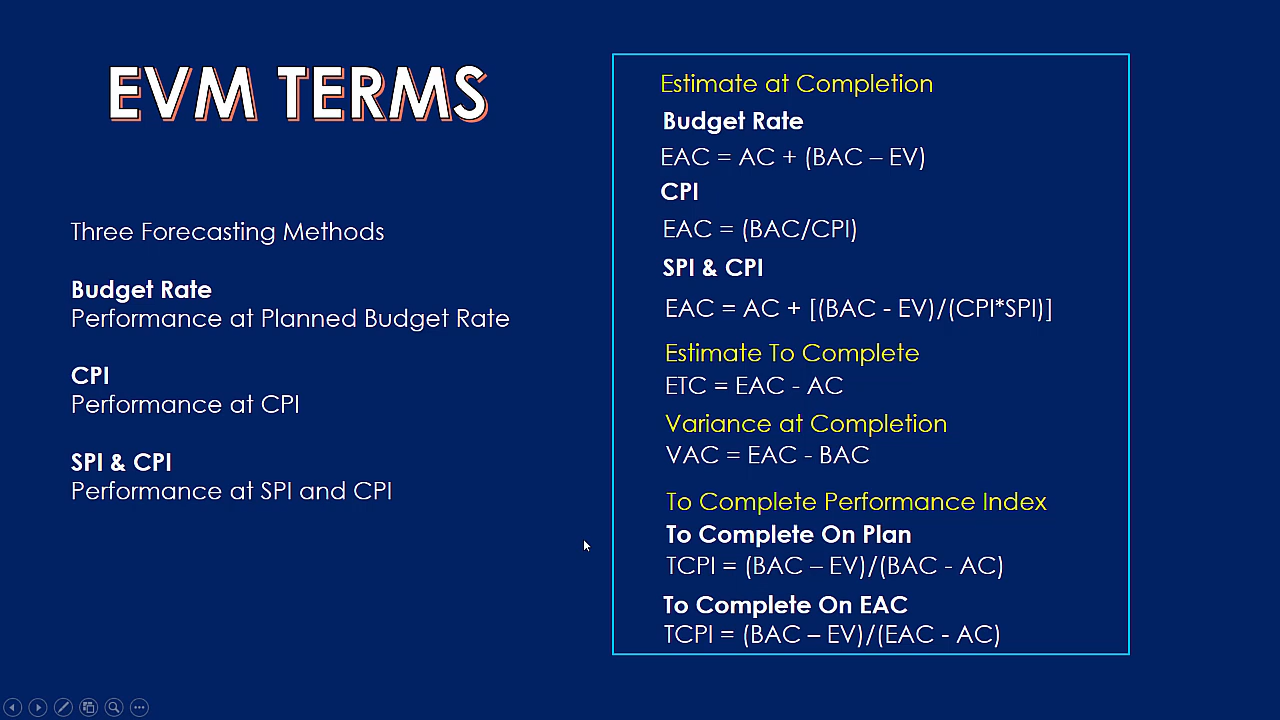 EVM TERMS
Three Forecasting Methods
Budget Rate
Performance at Planned Budget Rate
CPI
Performance at CPI
SPI & CPI
Performance at SPI and CPI
Estimate at Completion
Budget Rate
EAC = AC + (BAC – EV)
CPI
EAC = (BAC/CPI)
SPI & CPI
EAC = AC + [(BAC - EV)/(CPI*SPI)]
Estimate To Complete
ETC = EAC - AC
Variance at Completion
VAC = EAC - BAC
To Complete Performance Index
To Complete On Plan
TCPI = (BAC – EV)/(BAC - AC)
To Complete On EAC
TCPI = (BAC – EV)/(EAC - AC)